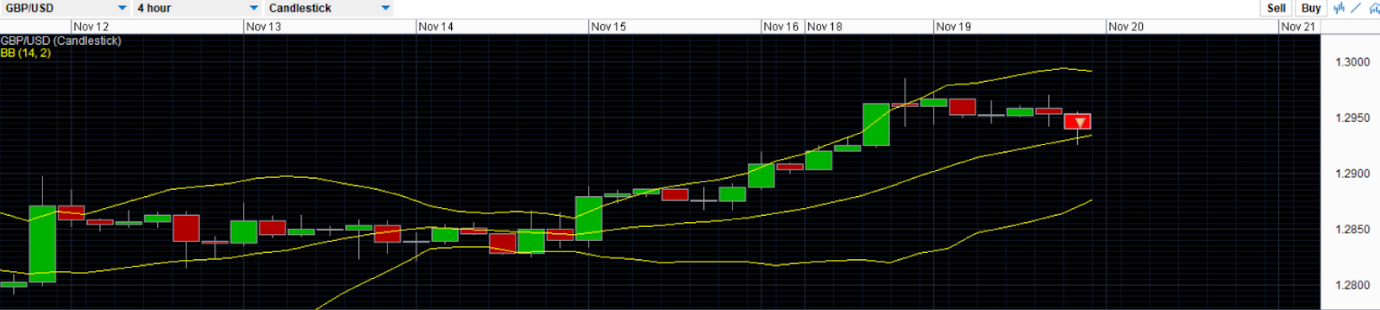 GBP/USD 4 hour Candlestick Sell Buy
Nov 12 Nov 13 Nov 14 Nov 15 Nov 16 Nov 18 Nov 19 Nov 20 Nov 21
GBP/USD (Candlestick)
BB (14, 2)
1.3000
1.2950
1.2900
1.2850
1.2800